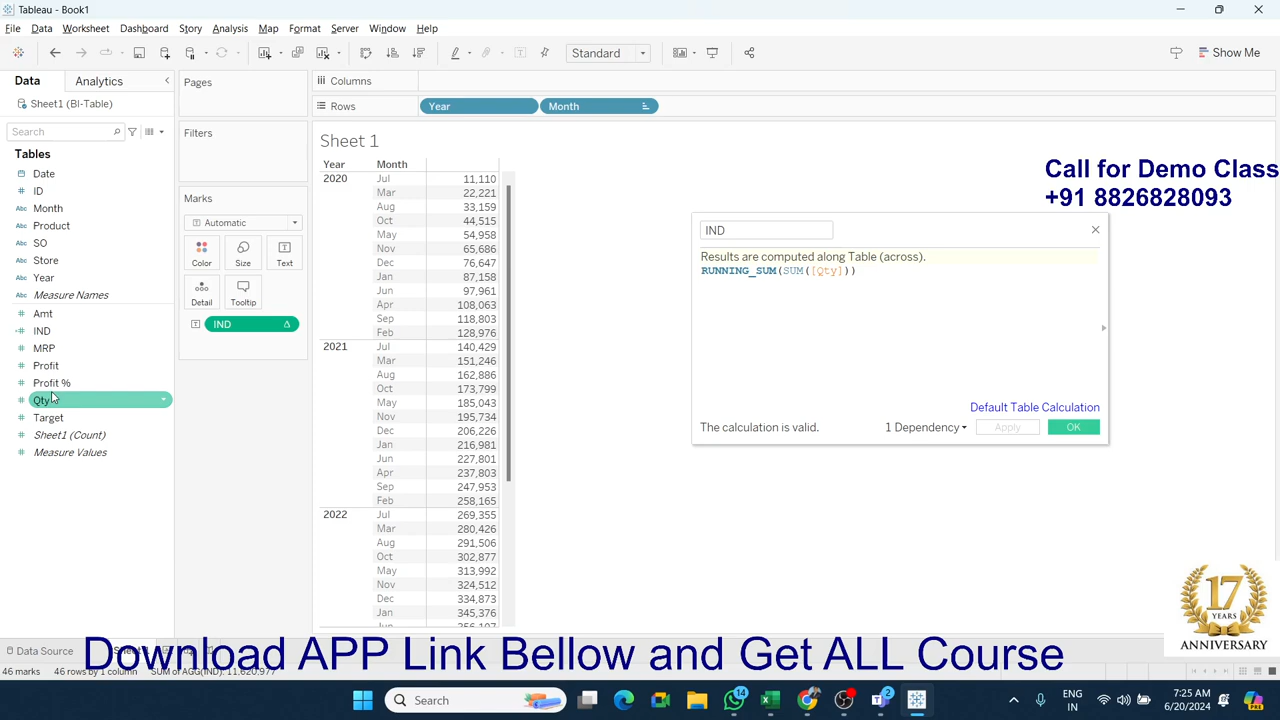 Tableau - Book1
File Data Worksheet Dashboard Story Analysis Map Format Server Window Help
Standard
Show Me
Data Analytics
Pages
Columns
Sheet1 (BI-Table)
Rows Year Month
Search
Filters
Tables
Date
ID
Month
Product
SO
Store
Year
Measure Names
Amt
IND
MRP
Profit
Profit %
Qty
Target
Sheet1 (Count)
Measure Values
Marks
Automatic
Color Size Text
Detail Tooltip
IND
Sheet 1
Year Month
2020 Jul 11,110
Mar 22,221
Aug 33,159
Oct 44,515
May 54,958
Nov 65,686
Dec 76,647
Jan 87,158
Jun 97,961
Apr 108,063
Sep 118,803
Feb 128,976
2021 Jul 140,429
Mar 151,246
Aug 162,886
Oct 173,799
May 185,043
Nov 195,734
Dec 206,226
Jan 216,981
Jun 227,801
Apr 237,803
Sep 247,953
Feb 258,165
2022 Jul 269,355
Mar 280,426
Aug 291,506
Oct 302,877
May 313,992
Nov 324,512
Dec 334,873
Jan 345,376
Call for Demo Class
+91 8826828093
IND
Results are computed along Table (across).
RUNNING_SUM(SUM([Qty]))
Default Table Calculation
The calculation is valid. 1 Dependency Apply OK
17
YEARS
ANNIVERSARY
Data Source
Download APP Link Bellow and Get ALL Course
46 marks 46 rows by 1 column SUM of AGG(IND): 11,620,977
Search
14
2
ENG
IN
7:25 AM
6/20/2024